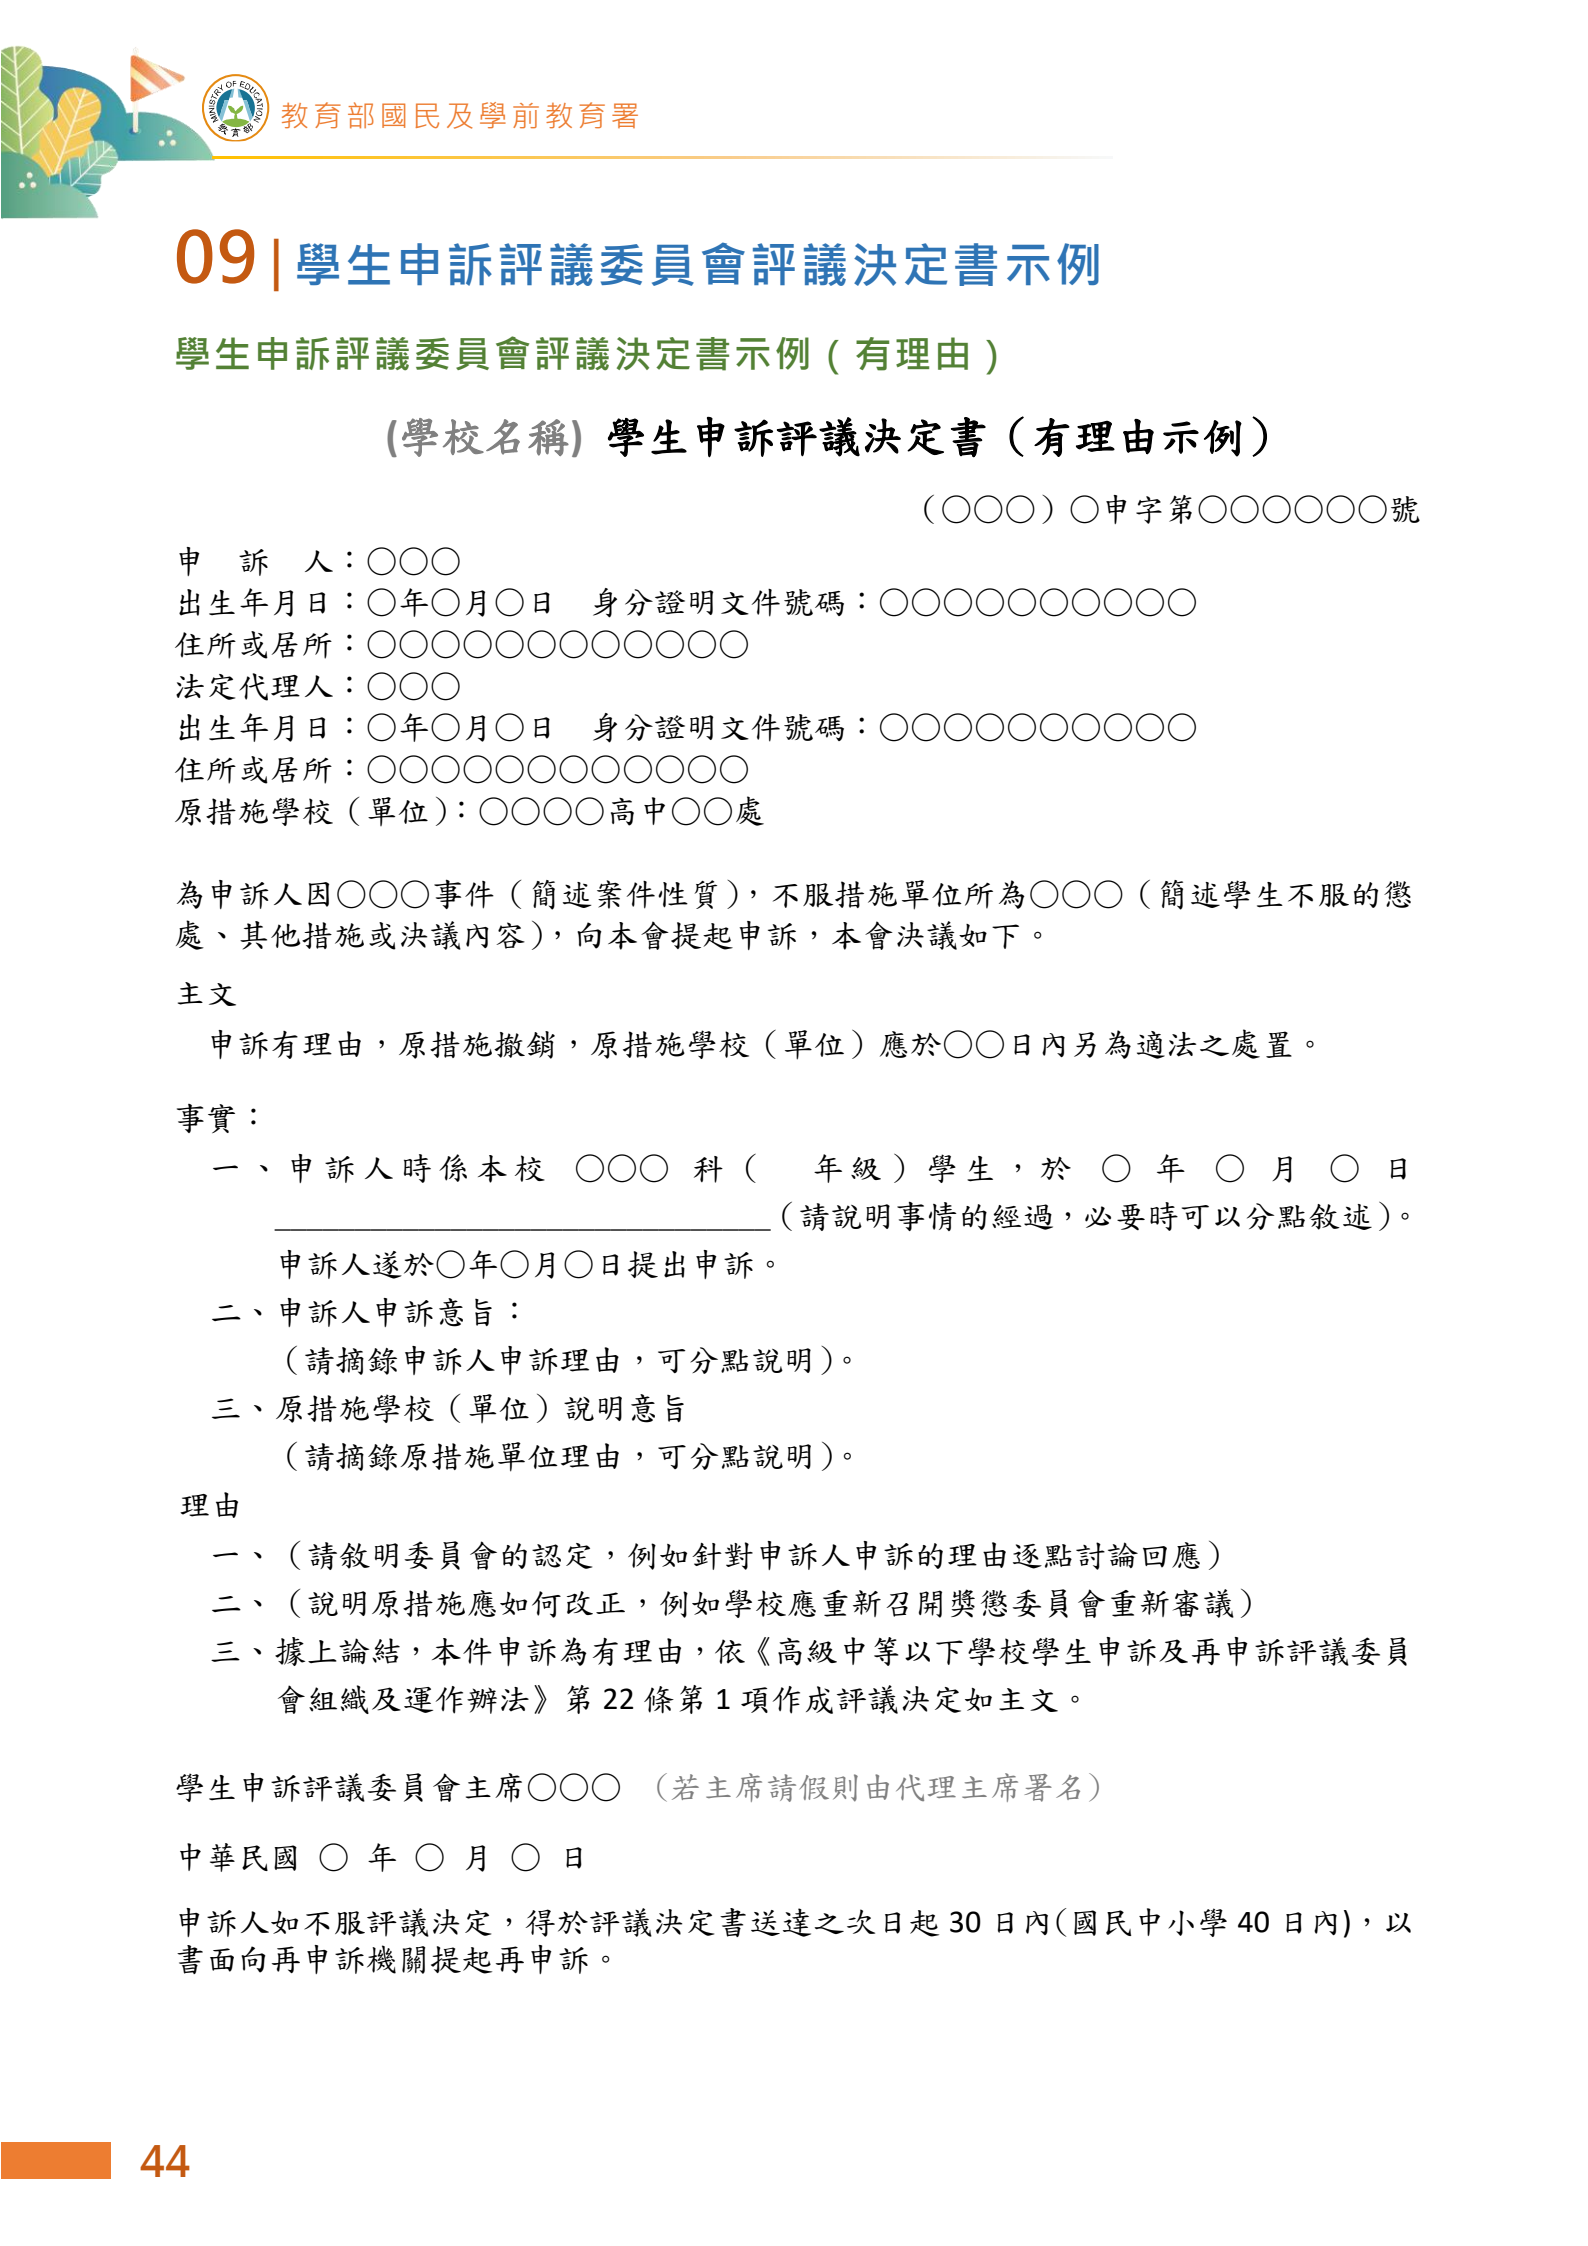 MINISTRY OF EDUCATION
教育部
教育部國民及學前教育署
09|學生申訴評議委員會評議決定書示例
學生申訴評議委員會評議決定書示例（有理由）
(學校名稱) 學生申訴評議決定書（有理由示例）
（○○○）○申字第○○○○○○號
申　訴　人：○○○
出生年月日：○年○月○日　身分證明文件號碼：○○○○○○○○○○
住所或居所：○○○○○○○○○○○○
法定代理人：○○○
出生年月日：○年○月○日　身分證明文件號碼：○○○○○○○○○○
住所或居所：○○○○○○○○○○○○
原措施學校（單位）：○○○○高中○○處
為申訴人因○○○事件（簡述案件性質），不服措施單位所為○○○（簡述學生不服的懲
處、其他措施或決議內容），向本會提起申訴，本會決議如下。
主文
申訴有理由，原措施撤銷，原措施學校（單位）應於○○日內另為適法之處置。
事實：
一、申訴人時係本校 ○○○ 科（　年級）學生，於 ○ 年 ○ 月 ○ 日
_______________________________（請說明事情的經過，必要時可以分點敘述）。
申訴人遂於○年○月○日提出申訴。
二、申訴人申訴意旨：
（請摘錄申訴人申訴理由，可分點說明）。
三、原措施學校（單位）說明意旨
（請摘錄原措施單位理由，可分點說明）。
理由
一、（請敘明委員會的認定，例如針對申訴人申訴的理由逐點討論回應）
二、（說明原措施應如何改正，例如學校應重新召開獎懲委員會重新審議）
三、據上論結，本件申訴為有理由，依《高級中等以下學校學生申訴及再申訴評議委員
會組織及運作辦法》第 22 條第 1 項作成評議決定如主文。
學生申訴評議委員會主席○○○　（若主席請假則由代理主席署名）
中華民國 ○ 年 ○ 月 ○ 日
申訴人如不服評議決定，得於評議決定書送達之次日起 30 日內(國民中小學 40 日內)，以
書面向再申訴機關提起再申訴。
44